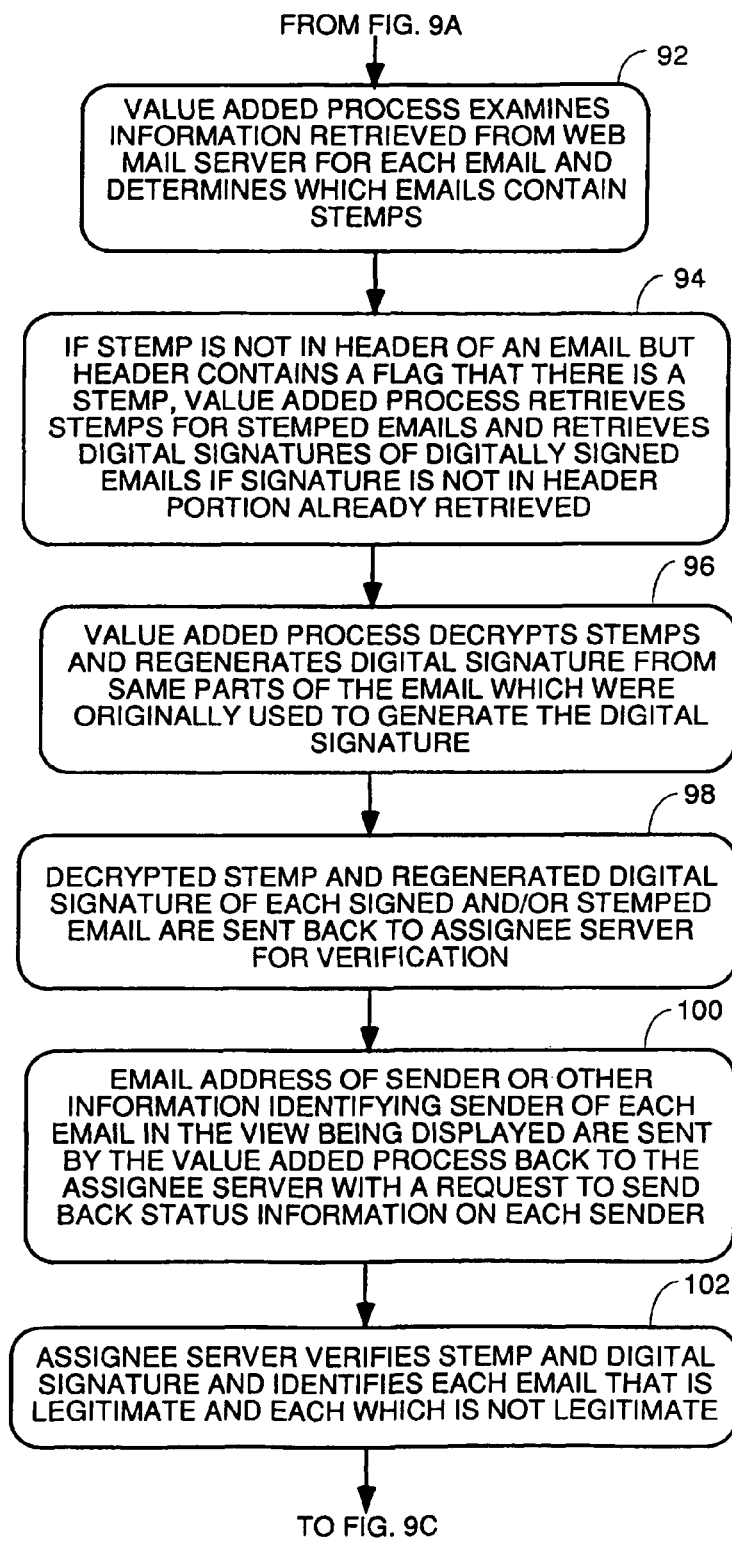 FROM FIG. 9A
92
VALUE ADDED PROCESS EXAMINES
INFORMATION RETRIEVED FROM WEB
MAIL SERVER FOR EACH EMAIL AND
DETERMINES WHICH EMAILS CONTAIN
STEMPS
94
IF STEMP IS NOT IN HEADER OF AN EMAIL BUT
HEADER CONTAINS A FLAG THAT THERE IS A
STEMP, VALUE ADDED PROCESS RETRIEVES
STEMPS FOR STEMPED EMAILS AND RETRIEVES
DIGITAL SIGNATURES OF DIGITALLY SIGNED
EMAILS IF SIGNATURE IS NOT IN HEADER
PORTION ALREADY RETRIEVED
96
VALUE ADDED PROCESS DECRYPTS STEMPS
AND REGENERATES DIGITAL SIGNATURE FROM
SAME PARTS OF THE EMAIL WHICH WERE
ORIGINALLY USED TO GENERATE THE DIGITAL
SIGNATURE
98
DECRYPTED STEMP AND REGENERATED DIGITAL
SIGNATURE OF EACH SIGNED AND/OR STEMPED
EMAIL ARE SENT BACK TO ASSIGNEE SERVER
FOR VERIFICATION
100
EMAIL ADDRESS OF SENDER OR OTHER
INFORMATION IDENTIFYING SENDER OF EACH
EMAIL IN THE VIEW BEING DISPLAYED ARE SENT
BY THE VALUE ADDED PROCESS BACK TO THE
ASSIGNEE SERVER WITH A REQUEST TO SEND
BACK STATUS INFORMATION ON EACH SENDER
102
ASSIGNEE SERVER VERIFIES STEMP AND DIGITAL
SIGNATURE AND IDENTIFIES EACH EMAIL THAT IS
LEGITIMATE AND EACH WHICH IS NOT LEGITIMATE
TO FIG. 9C